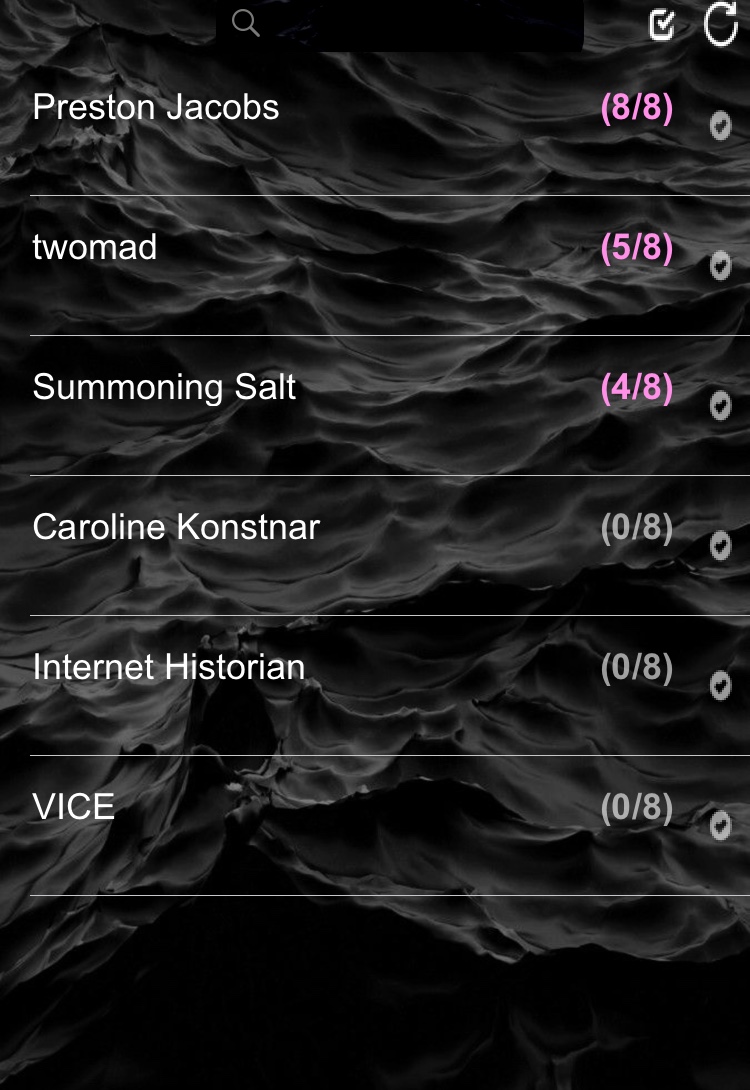 Preston Jacobs (8/8)
twomad (5/8)
Summoning Salt (4/8)
Caroline Konstnar (0/8)
Internet Historian (0/8)
VICE (0/8)